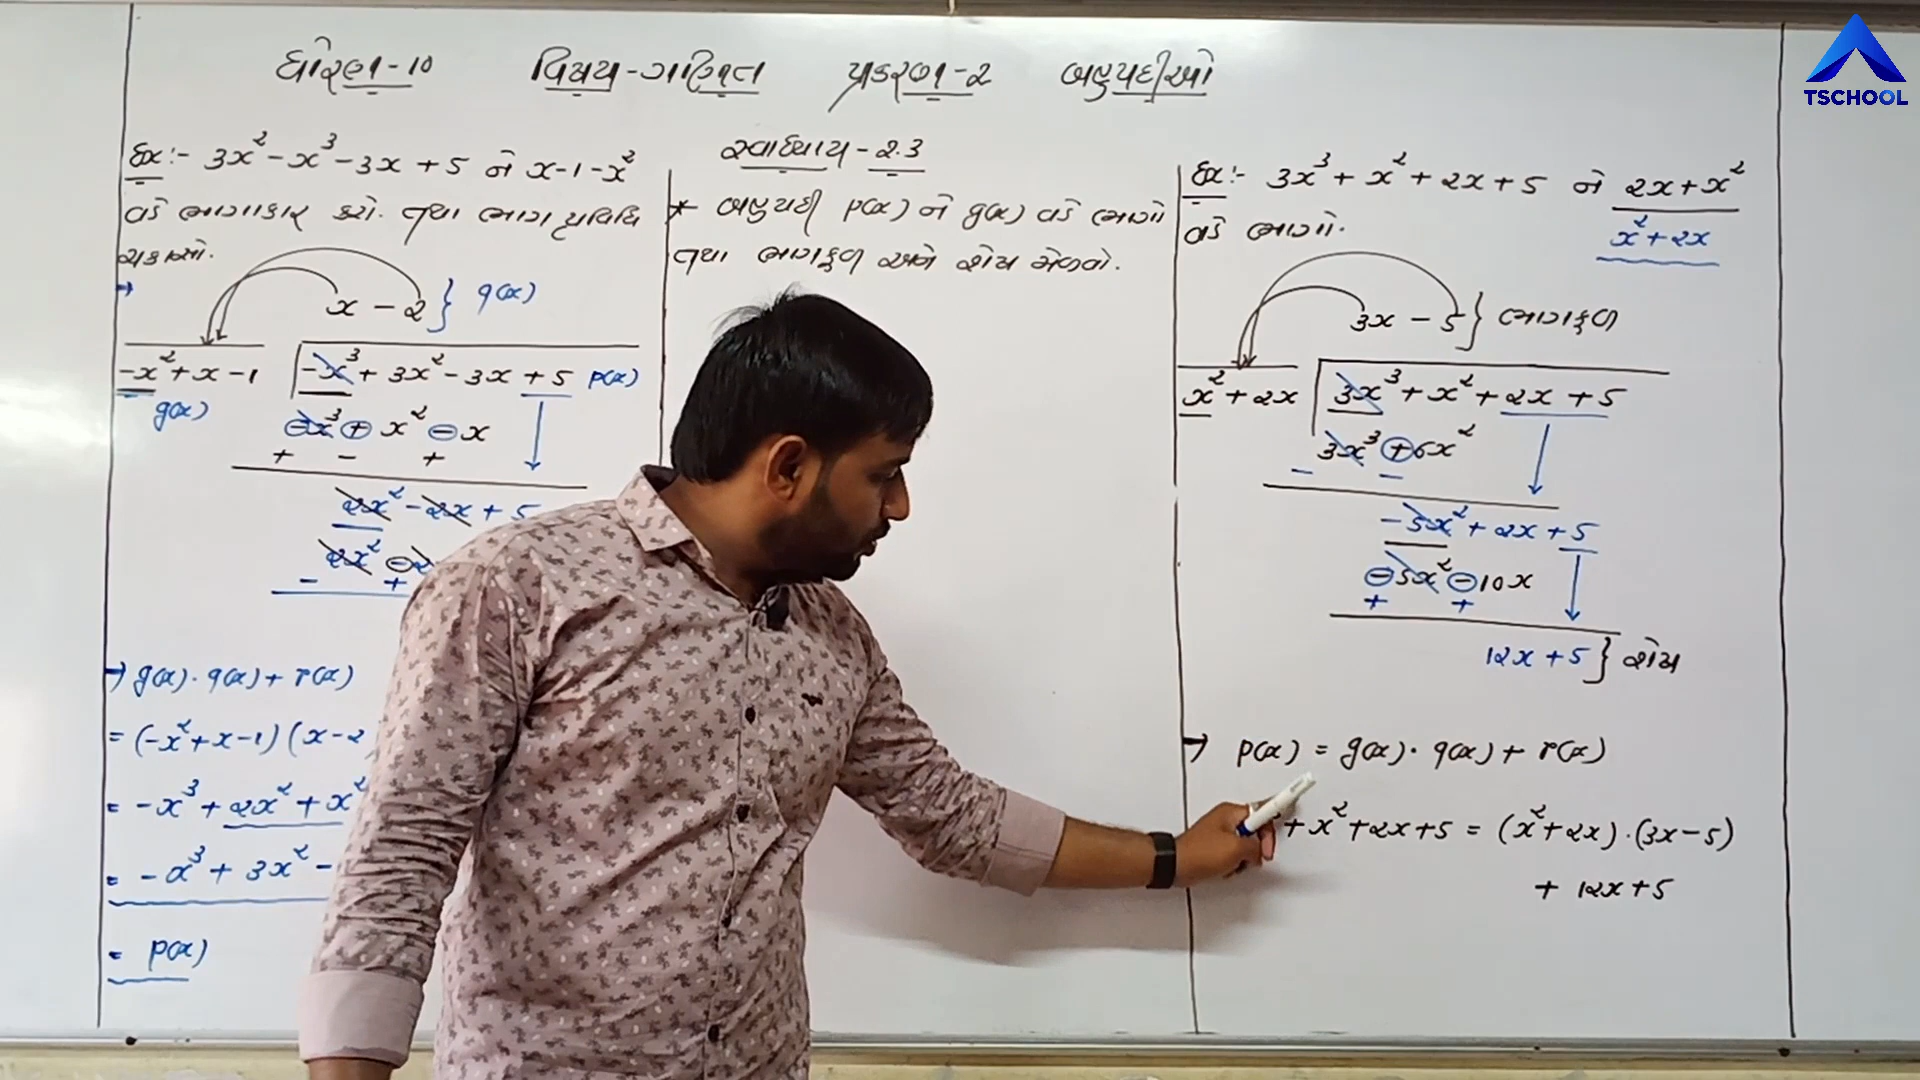 ધોરણ-10 વિષય-ગણિત પ્રકરણ-2 બહુપદીઓ
TSCHOOL
ઉદા:- 3x² - x³ - 3x + 5 ને x-1-x²
વડે ભાગાકાર કરો. તથા ભાગ પ્રવિધિ
ચકાસો.
x - 2 } q(x)
-x² + x - 1 -x³ + 3x² - 3x + 5 p(x)
g(x)
-x³ + x² - x
+ - +
2x² - 2x + 5
2x² - 2
- +
→ g(x)·q(x) + r(x)
= (-x² + x - 1) (x - 2
= -x³ + 2x² + x²
= -x³ + 3x² -
= p(x)
સ્વાધ્યાય - 2.3
* બહુપદી p(x) ને g(x) વડે ભાગો
તથા ભાગફળ અને શેષ મેળવો.
ઉદા:- 3x³ + x² + 2x + 5 ને 2x + x²
વડે ભાગો.
x² + 2x
3x - 5 } ભાગફળ
x² + 2x 3x³ + x² + 2x + 5
3x³ + 6x²
- -
-5x² + 2x + 5
-5x² - 10x
+ +
12x + 5 } શેષ
→ p(x) = g(x)·q(x) + r(x)
+ x² + 2x + 5 = (x² + 2x)·(3x - 5)
+ 12x + 5